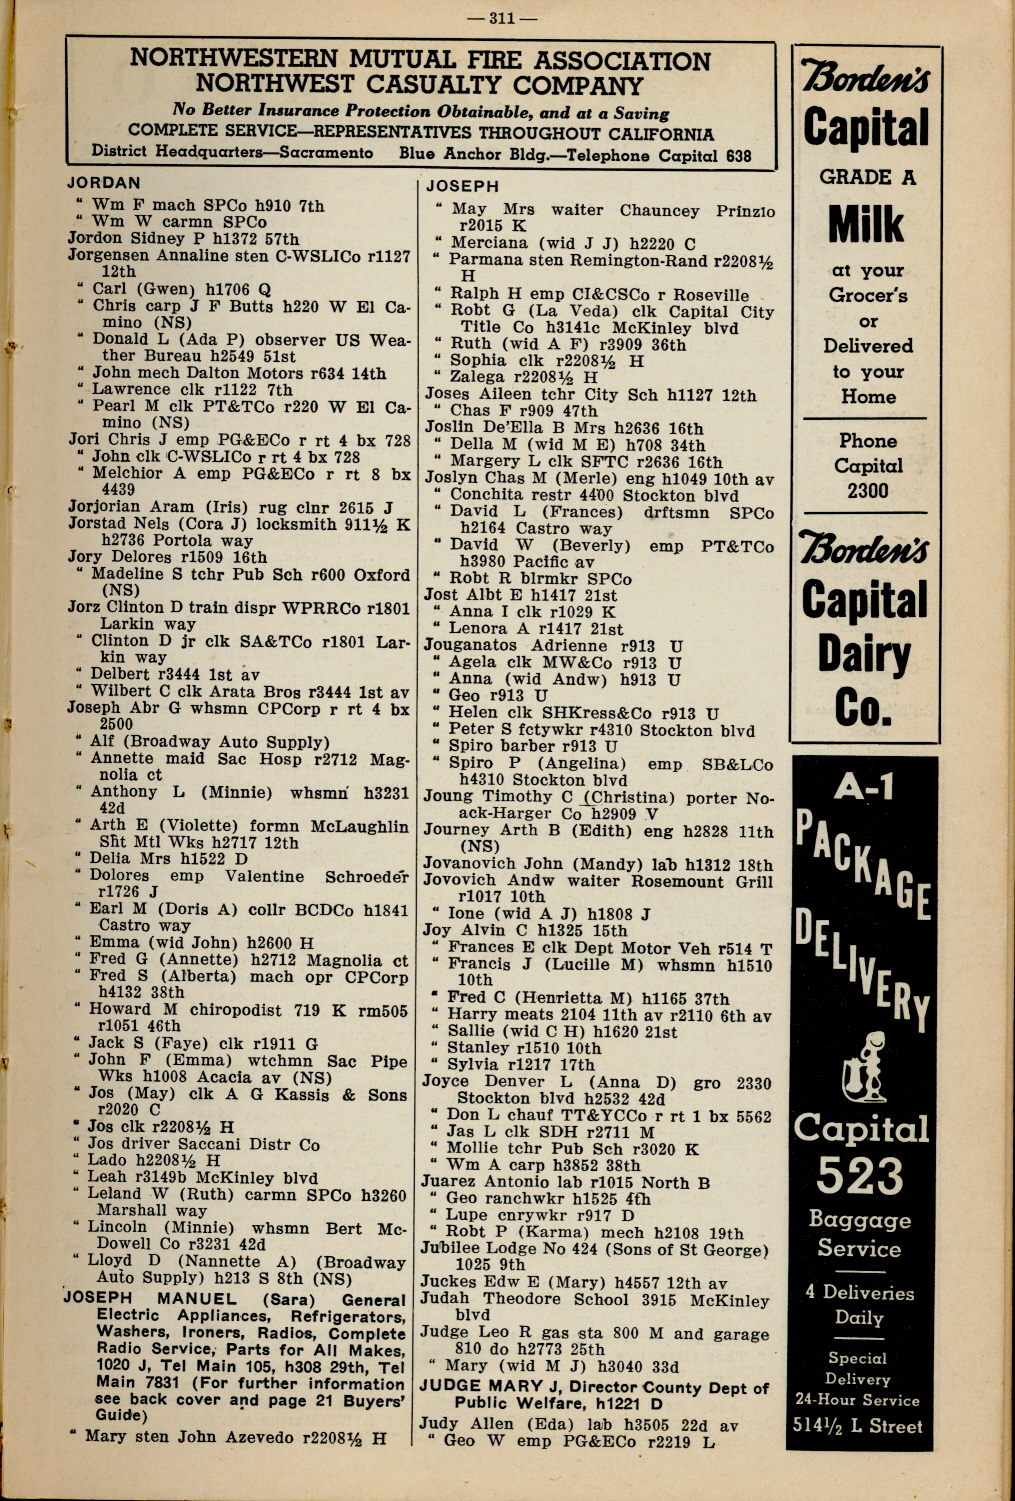 — 311 —
NORTHWESTERN MUTUAL FIRE ASSOCIATION
NORTHWEST CASUALTY COMPANY
No Better Insurance Protection Obtainable, and at a Saving
COMPLETE SERVICE—REPRESENTATIVES THROUGHOUT CALIFORNIA
District Headquarters—Sacramento Blue Anchor Bldg.—Telephone Capital 638
JORDAN
" Wm F mach SPCo h910 7th
" Wm W carmn SPCo
Jordon Sidney P h1372 57th
Jorgensen Annaline sten C-WSLICo r1127
12th
" Carl (Gwen) h1706 Q
" Chris carp J F Butts h220 W El Ca-
mino (NS)
" Donald L (Ada P) observer US Wea-
ther Bureau h2549 51st
" John mech Dalton Motors r634 14th
" Lawrence clk r1122 7th
" Pearl M clk PT&TCo r220 W El Ca-
mino (NS)
Jori Chris J emp PG&ECo r rt 4 bx 728
" John clk C-WSLICo r rt 4 bx 728
" Melchior A emp PG&ECo r rt 8 bx
4439
Jorjorian Aram (Iris) rug clnr 2615 J
Jorstad Nels (Cora J) locksmith 911½ K
h2736 Portola way
Jory Delores r1509 16th
" Madeline S tchr Pub Sch r600 Oxford
(NS)
Jorz Clinton D train dispr WPRRCo r1801
Larkin way
" Clinton D jr clk SA&TCo r1801 Lar-
kin way
" Delbert r3444 1st av
" Wilbert C clk Arata Bros r3444 1st av
Joseph Abr G whsmn CPCorp r rt 4 bx
2500
" Alf (Broadway Auto Supply)
" Annette maid Sac Hosp r2712 Mag-
nolia ct
" Anthony L (Minnie) whsmn h3231
42d
" Arth E (Violette) formn McLaughlin
Sht Mtl Wks h2717 12th
" Delia Mrs h1522 D
" Dolores emp Valentine Schroeder
r1726 J
" Earl M (Doris A) collr BCDCo h1841
Castro way
" Emma (wid John) h2600 H
" Fred G (Annette) h2712 Magnolia ct
" Fred S (Alberta) mach opr CPCorp
h4132 38th
" Howard M chiropodist 719 K rm505
r1051 46th
" Jack S (Faye) clk r1911 G
" John F (Emma) wtchmn Sac Pipe
Wks h1008 Acacia av (NS)
" Jos (May) clk A G Kassis & Sons
r2020 C
" Jos clk r2208½ H
" Jos driver Saccani Distr Co
" Lado h2208½ H
" Leah r3149b McKinley blvd
" Leland W (Ruth) carmn SPCo h3260
Marshall way
" Lincoln (Minnie) whsmn Bert Mc-
Dowell Co r3231 42d
" Lloyd D (Nannette A) (Broadway
Auto Supply) h213 S 8th (NS)
JOSEPH MANUEL (Sara) General
Electric Appliances, Refrigerators,
Washers, Ironers, Radios, Complete
Radio Service, Parts for All Makes,
1020 J, Tel Main 105, h308 29th, Tel
Main 7831 (For further information
see back cover and page 21 Buyers'
Guide)
" Mary sten John Azevedo r2208½ H
JOSEPH
" May Mrs waiter Chauncey Prinzio
r2015 K
" Merciana (wid J J) h2220 C
" Parmana sten Remington-Rand r2208½
H
" Ralph H emp CI&CSCo r Roseville
" Robt G (La Veda) clk Capital City
Title Co h3141c McKinley blvd
" Ruth (wid A F) r3909 36th
" Sophia clk r2208½ H
" Zalega r2208½ H
Joses Aileen tchr City Sch h1127 12th
" Chas F r909 47th
Joslin De'Ella B Mrs h2636 16th
" Della M (wid M E) h708 34th
" Margery L clk SFTC r2636 16th
Joslyn Chas M (Merle) eng h1049 10th av
" Conchita restr 4400 Stockton blvd
" David L (Frances) drftsmn SPCo
h2164 Castro way
" David W (Beverly) emp PT&TCo
h3980 Pacific av
" Robt R blrmkr SPCo
Jost Albt E h1417 21st
" Anna I clk r1029 K
" Lenora A r1417 21st
Jouganatos Adrienne r913 U
" Agela clk MW&Co r913 U
" Anna (wid Andw) h913 U
" Geo r913 U
" Helen clk SHKress&Co r913 U
" Peter S fctywkr r4310 Stockton blvd
" Spiro barber r913 U
" Spiro P (Angelina) emp SB&LCo
h4310 Stockton blvd
Joung Timothy C (Christina) porter No-
ack-Harger Co h2909 V
Journey Arth B (Edith) eng h2828 11th
(NS)
Jovanovich John (Mandy) lab h1312 18th
Jovovich Andw waiter Rosemount Grill
r1017 10th
" Ione (wid A J) h1808 J
Joy Alvin C h1325 15th
" Frances E clk Dept Motor Veh r514 T
" Francis J (Lucille M) whsmn h1510
10th
" Fred C (Henrietta M) h1165 37th
" Harry meats 2104 11th av r2110 6th av
" Sallie (wid C H) h1620 21st
" Stanley r1510 10th
" Sylvia r1217 17th
Joyce Denver L (Anna D) gro 2330
Stockton blvd h2532 42d
" Don L chauf TT&YCCo r rt 1 bx 5562
" Jas L clk SDH r2711 M
" Mollie tchr Pub Sch r3020 K
" Wm A carp h3852 38th
Juarez Antonio lab r1015 North B
" Geo ranchwkr h1525 4th
" Lupe cnrywkr r917 D
" Robt P (Karma) mech h2108 19th
Jubilee Lodge No 424 (Sons of St George)
1025 9th
Juckes Edw E (Mary) h4557 12th av
Judah Theodore School 3915 McKinley
blvd
Judge Leo R gas sta 800 M and garage
810 do h2773 25th
" Mary (wid M J) h3040 33d
JUDGE MARY J, Director County Dept of
Public Welfare, h1221 D
Judy Allen (Eda) lab h3505 22d av
" Geo W emp PG&ECo r2219 L
Borden's
Capital
GRADE A
Milk
at your
Grocer's
or
Delivered
to your
Home
Phone
Capital
2300
Borden's
Capital
Dairy
Co.
A-1
PACKAGE
DELIVERY
Capital
523
Baggage
Service
4 Deliveries
Daily
Special
Delivery
24-Hour Service
514½ L Street